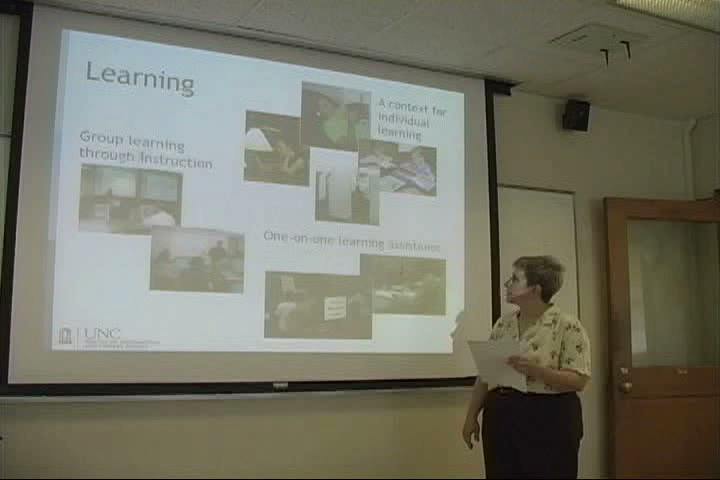 Learning
A context for
individual
learning
Group learning
through Instruction
One-on-one learning assistance
UNC